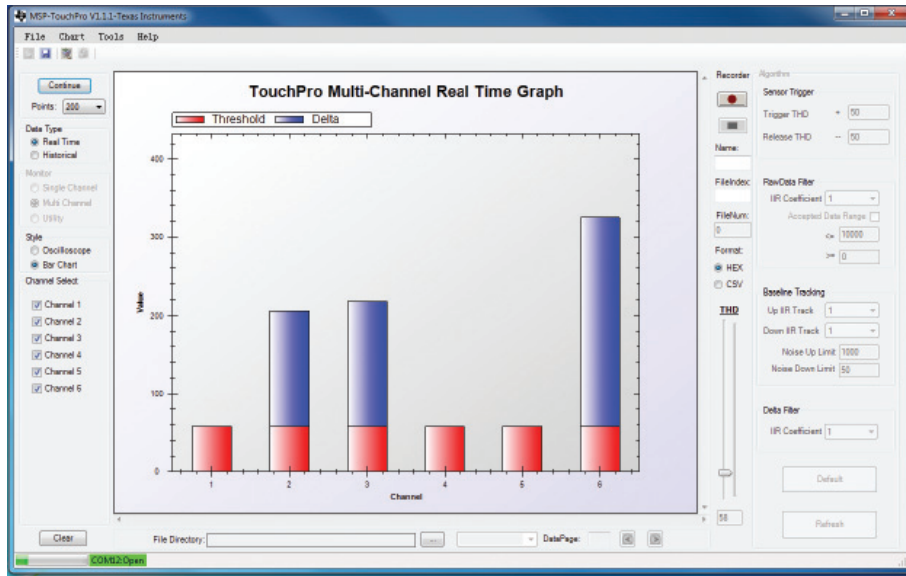 MSP-TouchPro V1.1.1-Texas Instruments
File Chart Tools Help
Continue
Points: 200
Data Type
Real Time
Historical
Monitor
Single Channel
Multi Channel
Utility
Style
Oscilloscope
Bar Chart
Channel Select
Channel 1
Channel 2
Channel 3
Channel 4
Channel 5
Channel 6
Clear
COM12:Open
TouchPro Multi-Channel Real Time Graph
Threshold Delta
Value
400
300
200
100
0
1 2 3 4 5 6
Channel
File Directory: ... DataPage:
Recorder
Name:
FileIndex:
FileNum:
0
Format:
HEX
CSV
THD
58
Algorithm
Sensor Trigger
Trigger THD + 50
Release THD -- 50
RawData Filter
IIR Coefficient 1
Accepted Data Range
<= 10000
>= 0
Baseline Tracking
Up IIR Track 1
Down IIR Track 1
Noise Up Limit 1000
Noise Down Limit 50
Delta Filter
IIR Coefficient 1
Default
Refresh